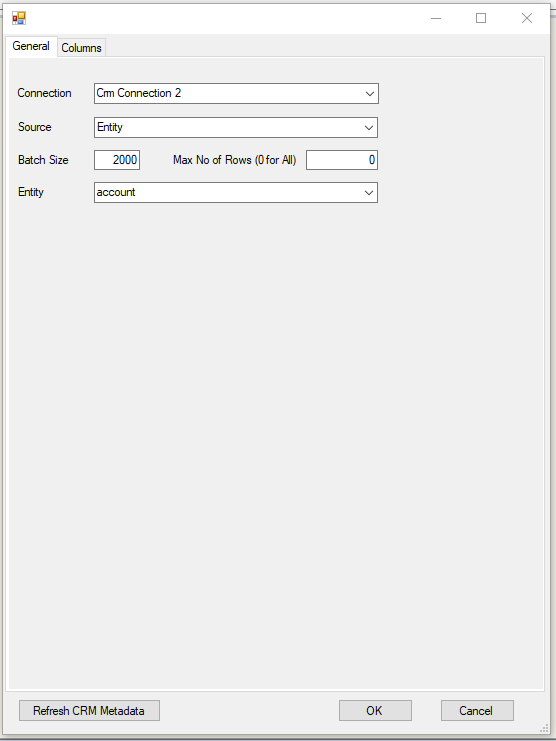 General Columns
Connection Crm Connection 2
Source Entity
Batch Size 2000 Max No of Rows (0 for All) 0
Entity account
Refresh CRM Metadata OK Cancel